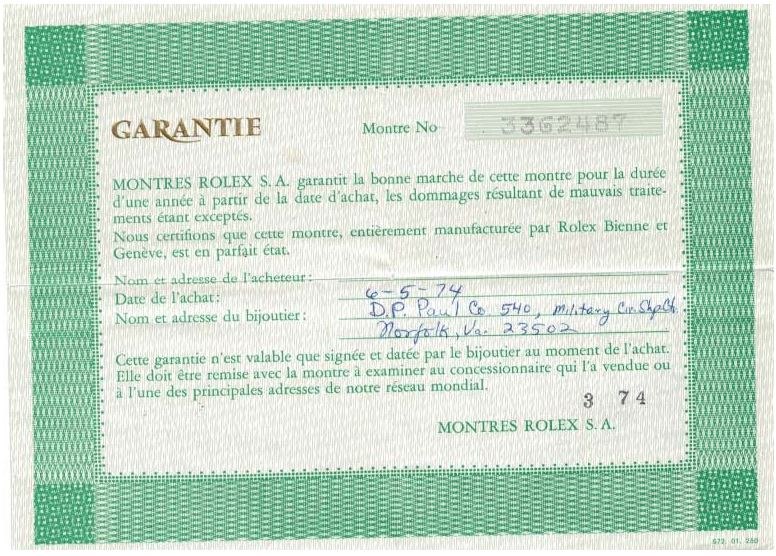 GARANTIE
Montre No 3362487
MONTRES ROLEX S. A. garantit la bonne marche de cette montre pour la durée
d'une année à partir de la date d'achat, les dommages résultant de mauvais traite-
ments étant exceptés.
Nous certifions que cette montre, entièrement manufacturée par Rolex Bienne et
Genève, est en parfait état.
Nom et adresse de l'acheteur:
Date de l'achat: 6-5-74
Nom et adresse du bijoutier: D.P. Paul Co 540, Military Cir. Shp Ct.
Norfolk, Va. 23502
Cette garantie n'est valable que signée et datée par le bijoutier au moment de l'achat.
Elle doit être remise avec la montre à examiner au concessionnaire qui l'a vendue ou
à l'une des principales adresses de notre réseau mondial.
3 74
MONTRES ROLEX S. A.
572. 01. 250